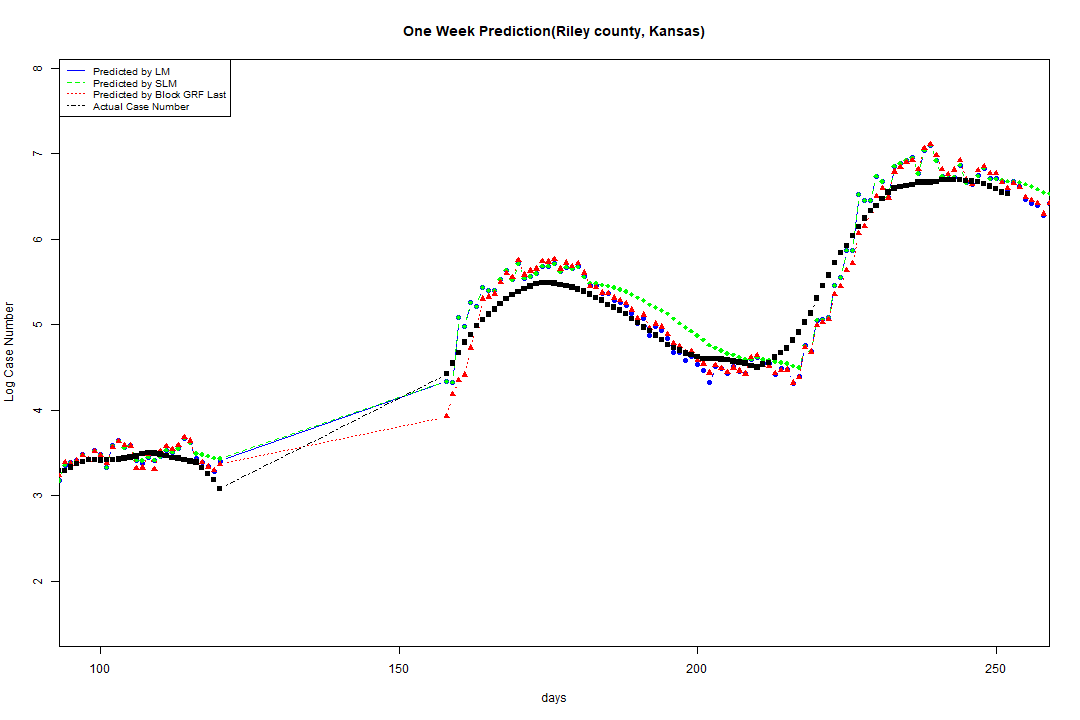 One Week Prediction(Riley county, Kansas)
Predicted by LM
Predicted by SLM
Predicted by Block GRF Last
Actual Case Number
8
7
6
5
4
3
2
Log Case Number
100
150
200
250
days